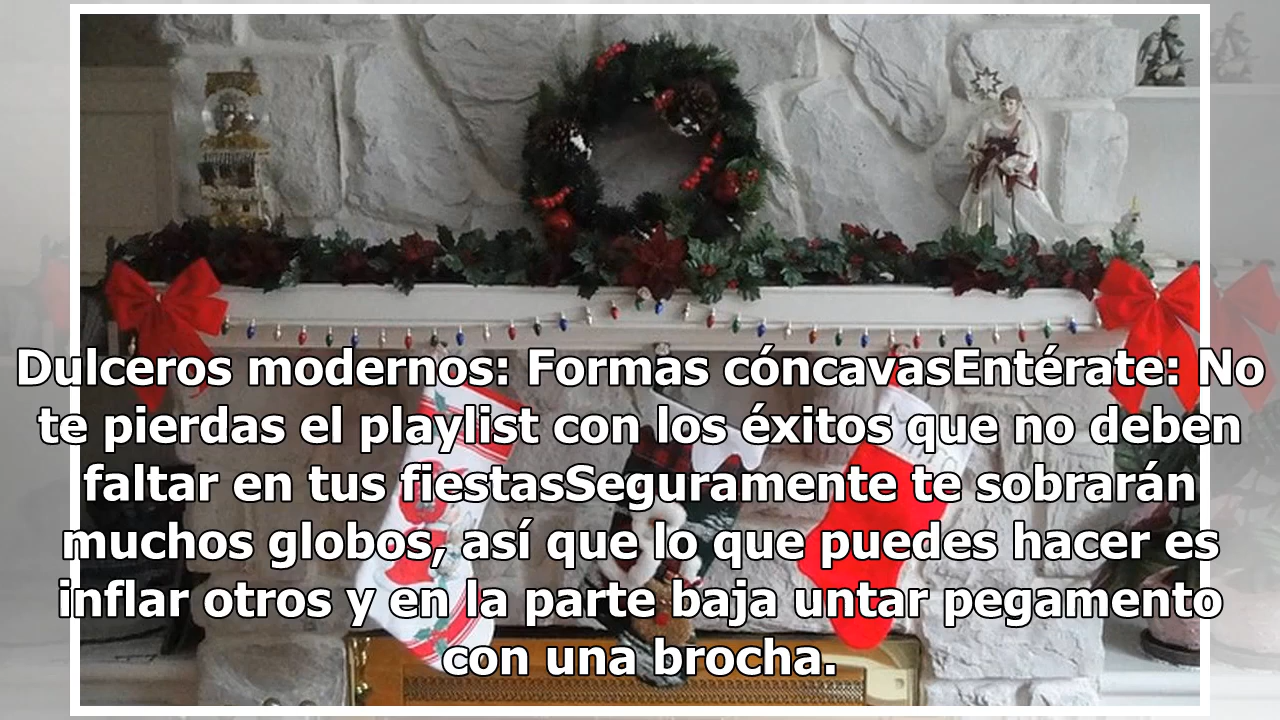 Dulceros modernos: Formas cóncavasEntérate: No
te pierdas el playlist con los éxitos que no deben
faltar en tus fiestasSeguramente te sobrarán
muchos globos, así que lo que puedes hacer es
inflar otros y en la parte baja untar pegamento
con una brocha.